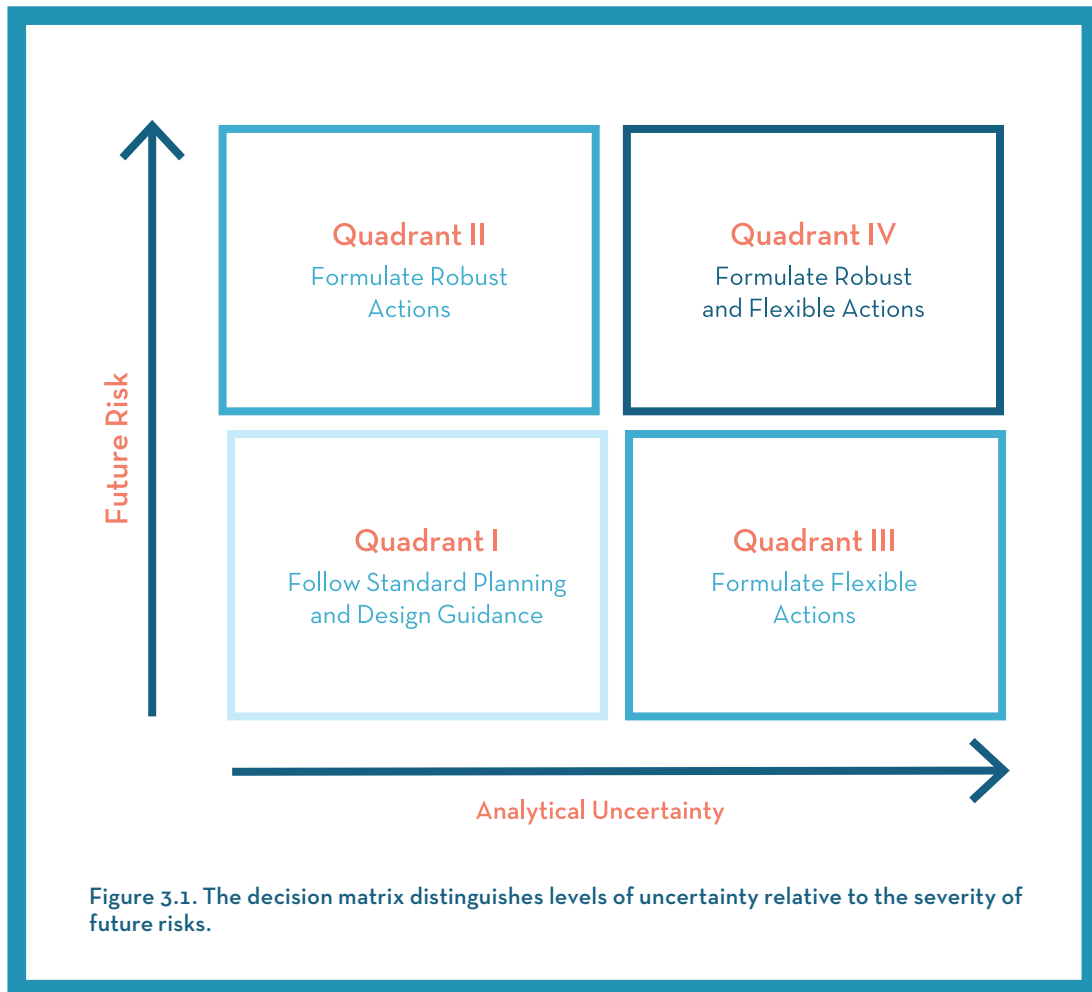 Quadrant II
Formulate Robust
Actions
Quadrant IV
Formulate Robust
and Flexible Actions
Future Risk
Quadrant I
Follow Standard Planning
and Design Guidance
Quadrant III
Formulate Flexible
Actions
Analytical Uncertainty
Figure 3.1. The decision matrix distinguishes levels of uncertainty relative to the severity of
future risks.